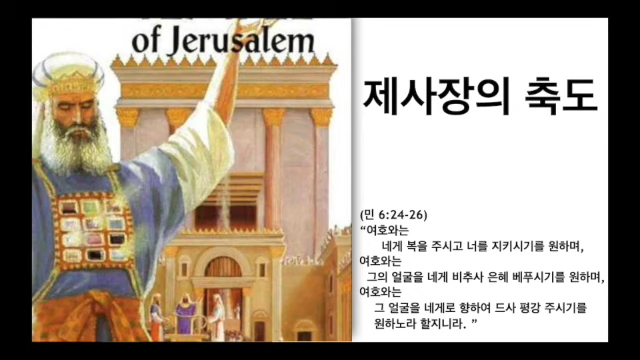 of Jerusalem
제사장의 축도
(민 6:24-26)
“여호와는
네게 복을 주시고 너를 지키시기를 원하며,
여호와는
그의 얼굴을 네게 비추사 은혜 베푸시기를 원하며,
여호와는
그 얼굴을 네게로 향하여 드사 평강 주시기를
원하노라 할지니라. ”